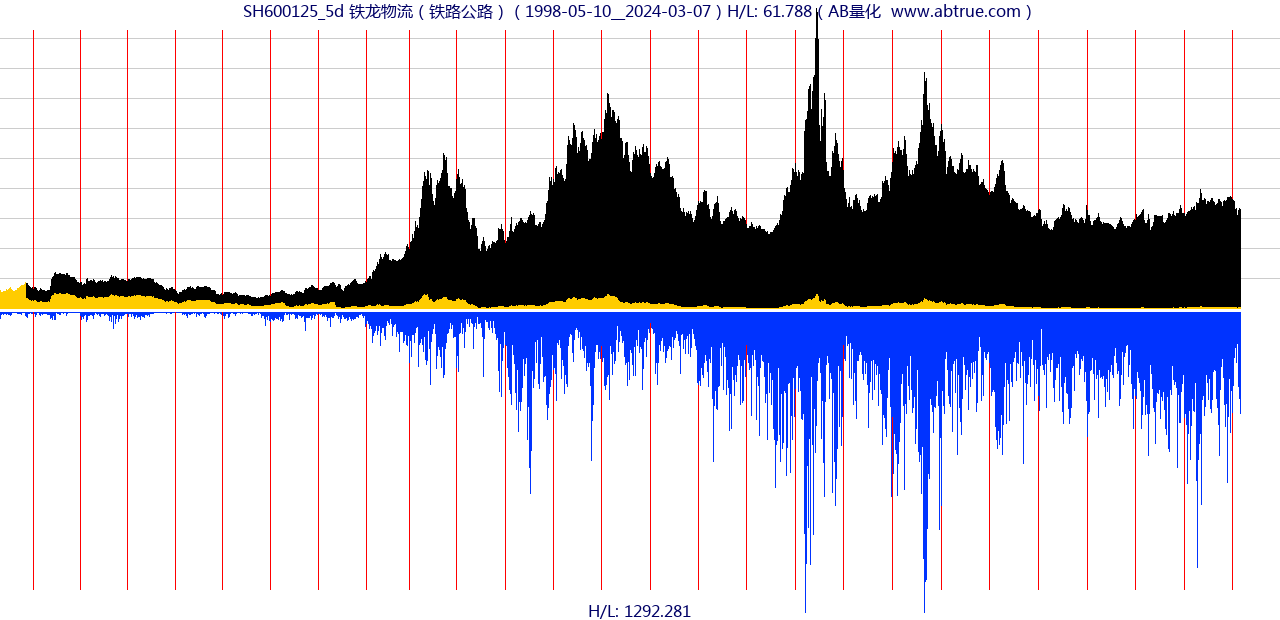 SH600125_5d 铁龙物流 ( 铁路公路 ) ( 1998-05-10__2024-03-07 ) H/L: 61.788 ( AB量化  www.abtrue.com )
H/L: 1292.281